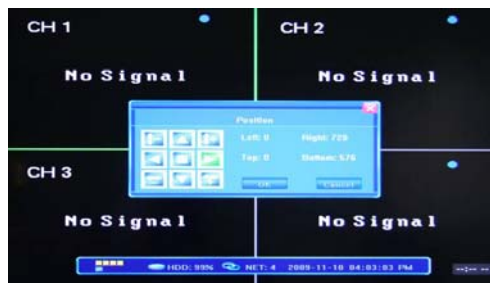 CH 1
CH 2
No Signal
No Signal
Position
Left: 0 Right: 720
Top: 0 Bottom: 576
OK Cancel
CH 3
No Signal
No Signal
HDD: 99% NET: 4 2009-11-10 04:03:03 PM
--:-- --